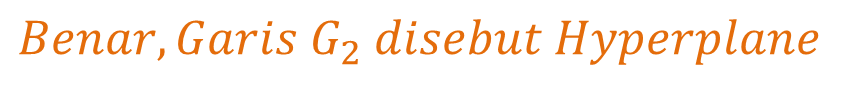 Benar, Garis G₂ disebut Hyperplane